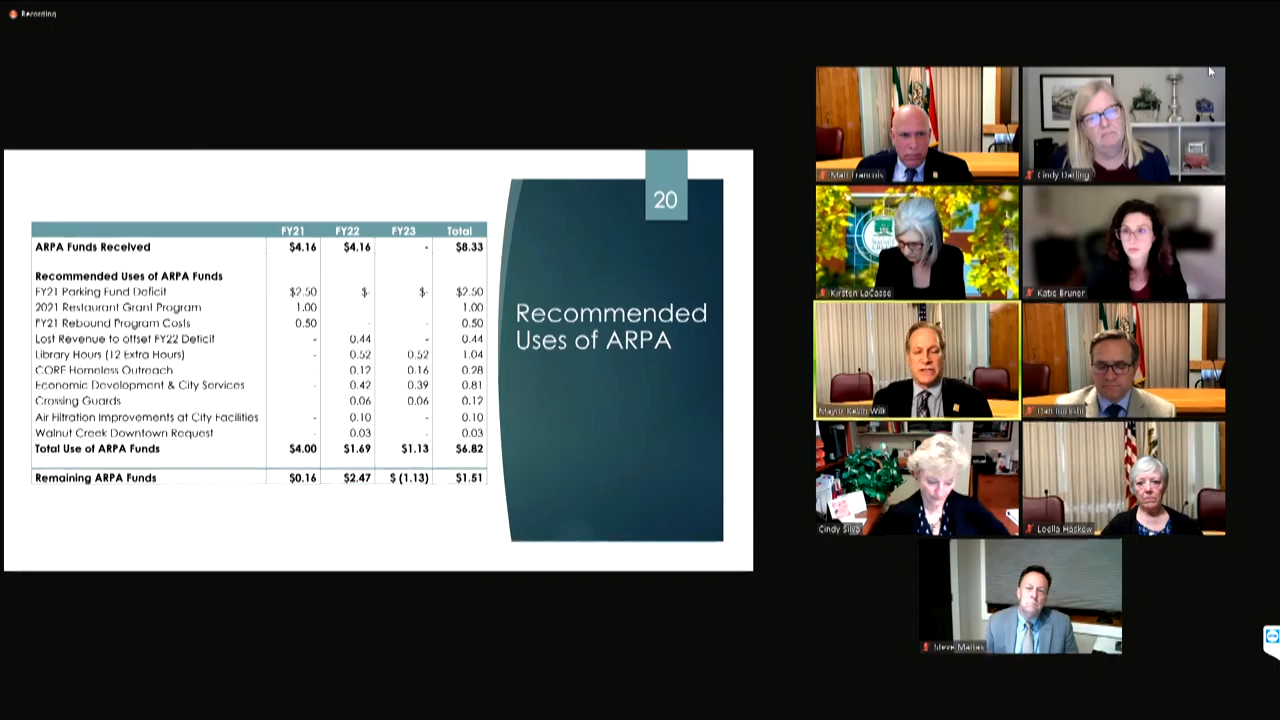 Recording
20
FY21 FY22 FY23 Total
ARPA Funds Received $4.16 $4.16 - $8.33
Recommended Uses of ARPA Funds
FY21 Parking Fund Deficit $2.50 $- $- $2.50
2021 Restaurant Grant Program 1.00 - - 1.00
FY21 Rebound Program Costs 0.50 - - 0.50
Lost Revenue to offset FY22 Deficit - 0.44 - 0.44
Library Hours (12 Extra Hours) - 0.52 0.52 1.04
CORE Homeless Outreach 0.12 0.16 0.28
Economic Development & City Services - 0.42 0.39 0.81
Crossing Guards 0.06 0.06 0.12
Air Filtration Improvements at City Facilities - 0.10 - 0.10
Walnut Creek Downtown Request - 0.03 - 0.03
Total Use of ARPA Funds $4.00 $1.69 $1.13 $6.82
Remaining ARPA Funds $0.16 $2.47 $ (1.13) $1.51
Recommended
Uses of ARPA
Matt Francois
Cindy Darling
WALNUT
Kirsten LaCasse
Katie Bruner
Mayor Kevin Wilk
Dan
Cindy Silva
Loella Haskew
Steve Mattas